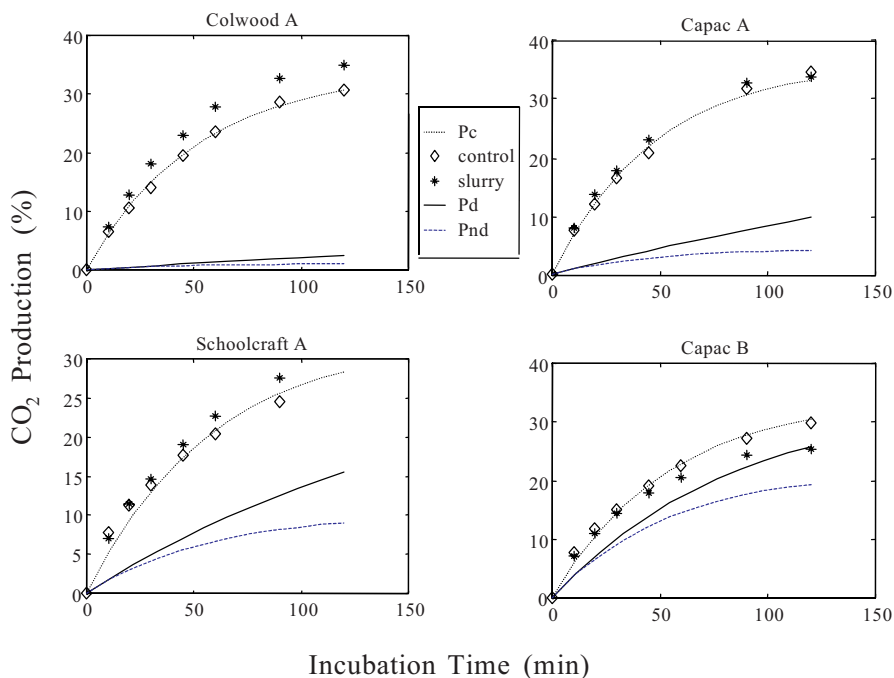 Colwood A
40
30
20
10
0
0 50 100 150
Pc
control
slurry
Pd
Pnd
Capac A
40
30
20
10
0
0 50 100 150
Schoolcraft A
30
25
20
15
10
5
0
0 50 100 150
Capac B
40
30
20
10
0
0 50 100 150
CO₂ Production (%)
Incubation Time (min)